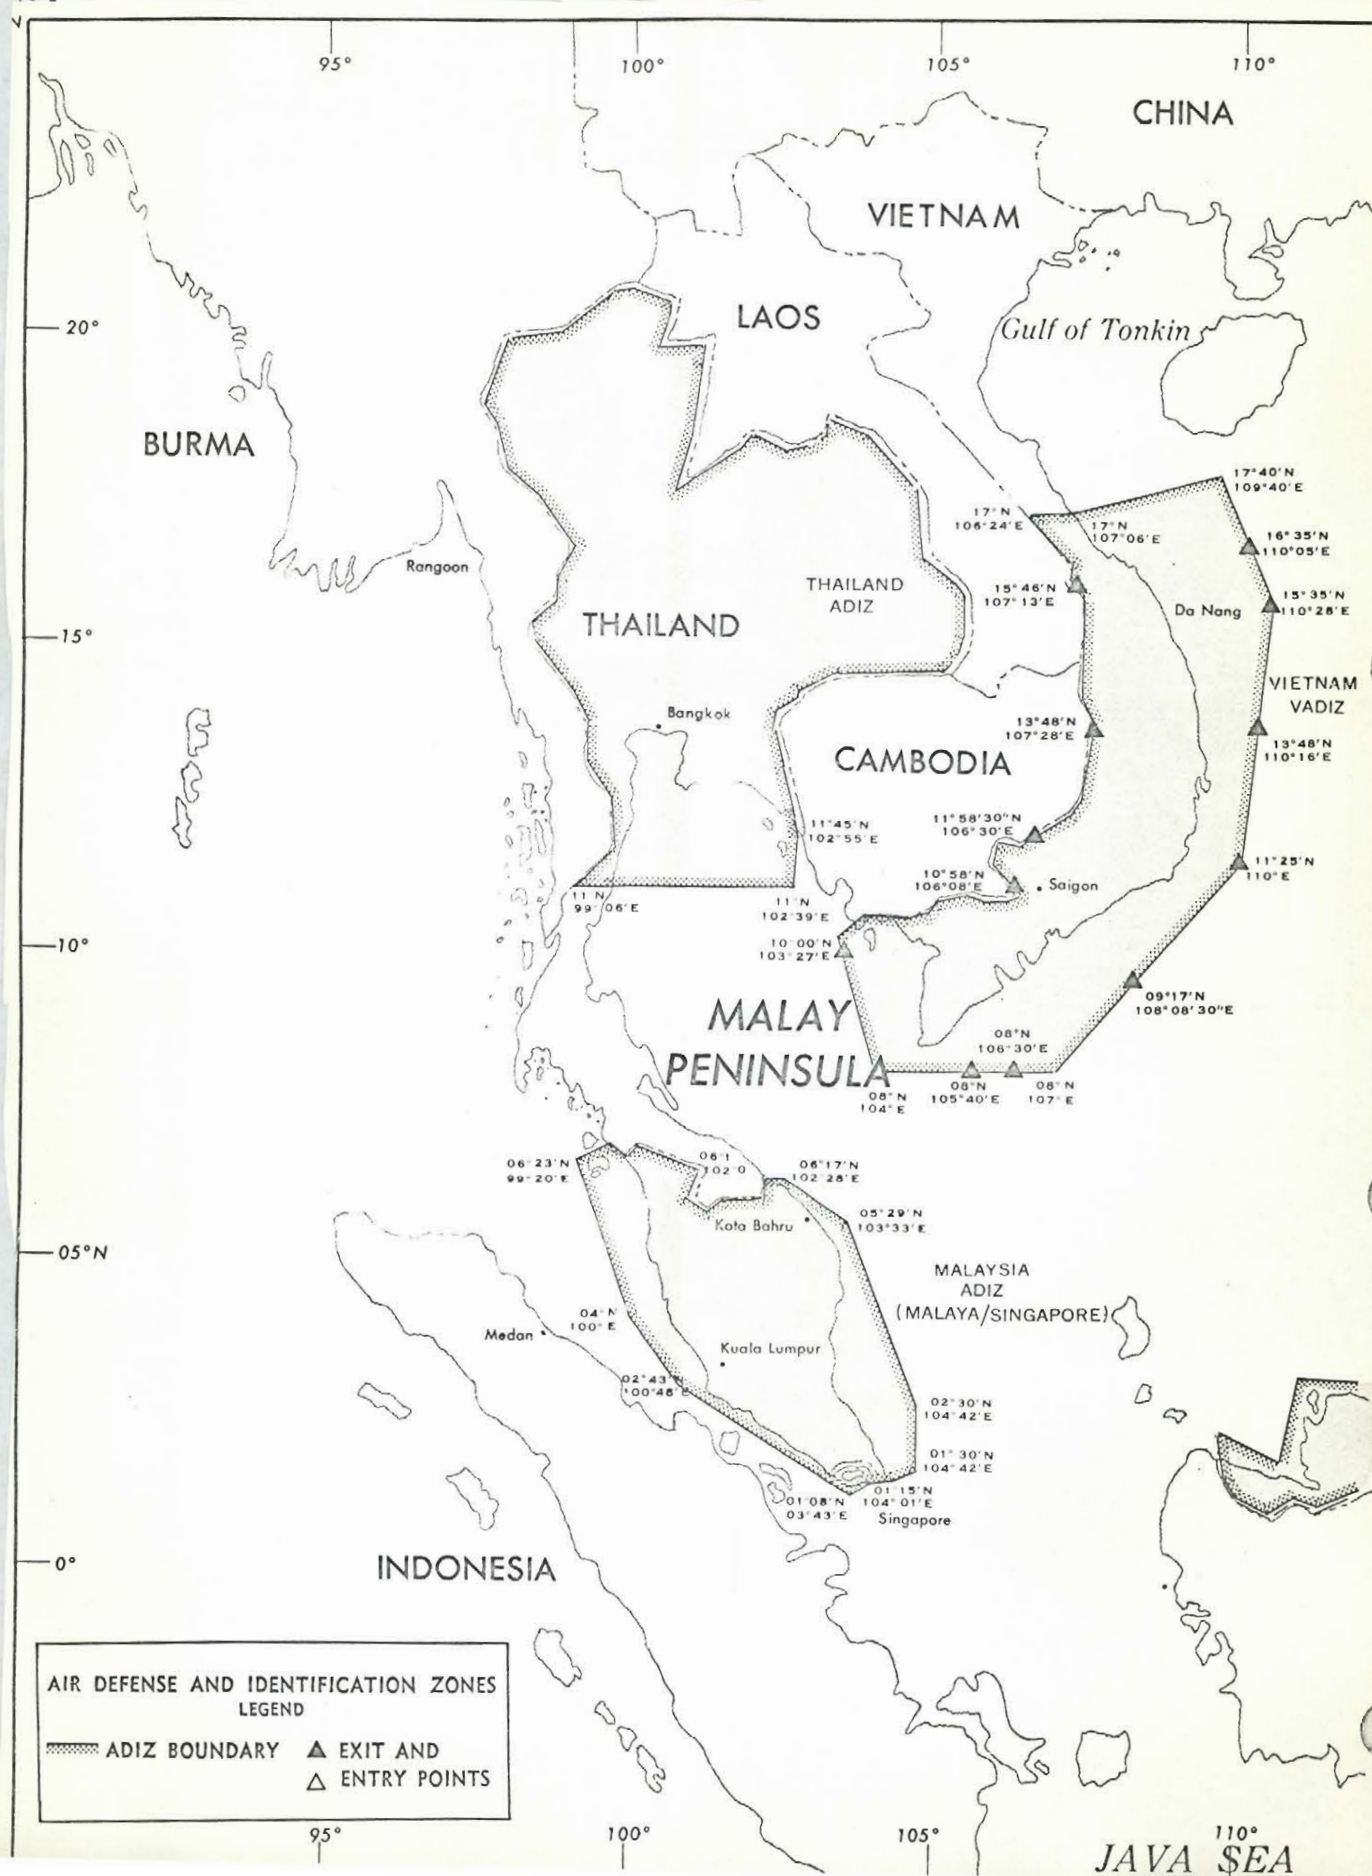 95°
100°
105°
110°
CHINA
VIETNAM
LAOS
20°
Gulf of Tonkin
BURMA
17°40'N
109°40'E
17°N
106°24'E
17°N
107°06'E
16°35'N
110°05'E
Rangoon
THAILAND
ADIZ
15°46'N
107°13'E
15°35'N
110°28'E
Da Nang
THAILAND
15°
VIETNAM
VADIZ
Bangkok
13°48'N
107°28'E
13°48'N
110°16'E
CAMBODIA
11°45'N
102°55'E
11°58'30"N
106°30'E
11°25'N
110°E
10°58'N
106°08'E
Saigon
11 N
99°06'E
11°N
102°39'E
10°
10°00'N
103°27'E
09°17'N
108°08'30"E
MALAY
PENINSULA
08°N
106°30'E
08°N
104°E
08°N
105°40'E
08°N
107°E
06°23'N
99°20'E
06°1
102°0
06°17'N
102°28'E
05°29'N
103°33'E
Kota Bahru
05°N
MALAYSIA
ADIZ
(MALAYA/SINGAPORE)
04°N
100°E
Medan
Kuala Lumpur
02°43'N
100°48'E
02°30'N
104°42'E
01°30'N
104°42'E
01°08'N
03°43'E
01°15'N
104°01'E
Singapore
0°
INDONESIA
AIR DEFENSE AND IDENTIFICATION ZONES
LEGEND
ADIZ BOUNDARY
EXIT AND
ENTRY POINTS
95°
100°
105°
110°
JAVA SEA